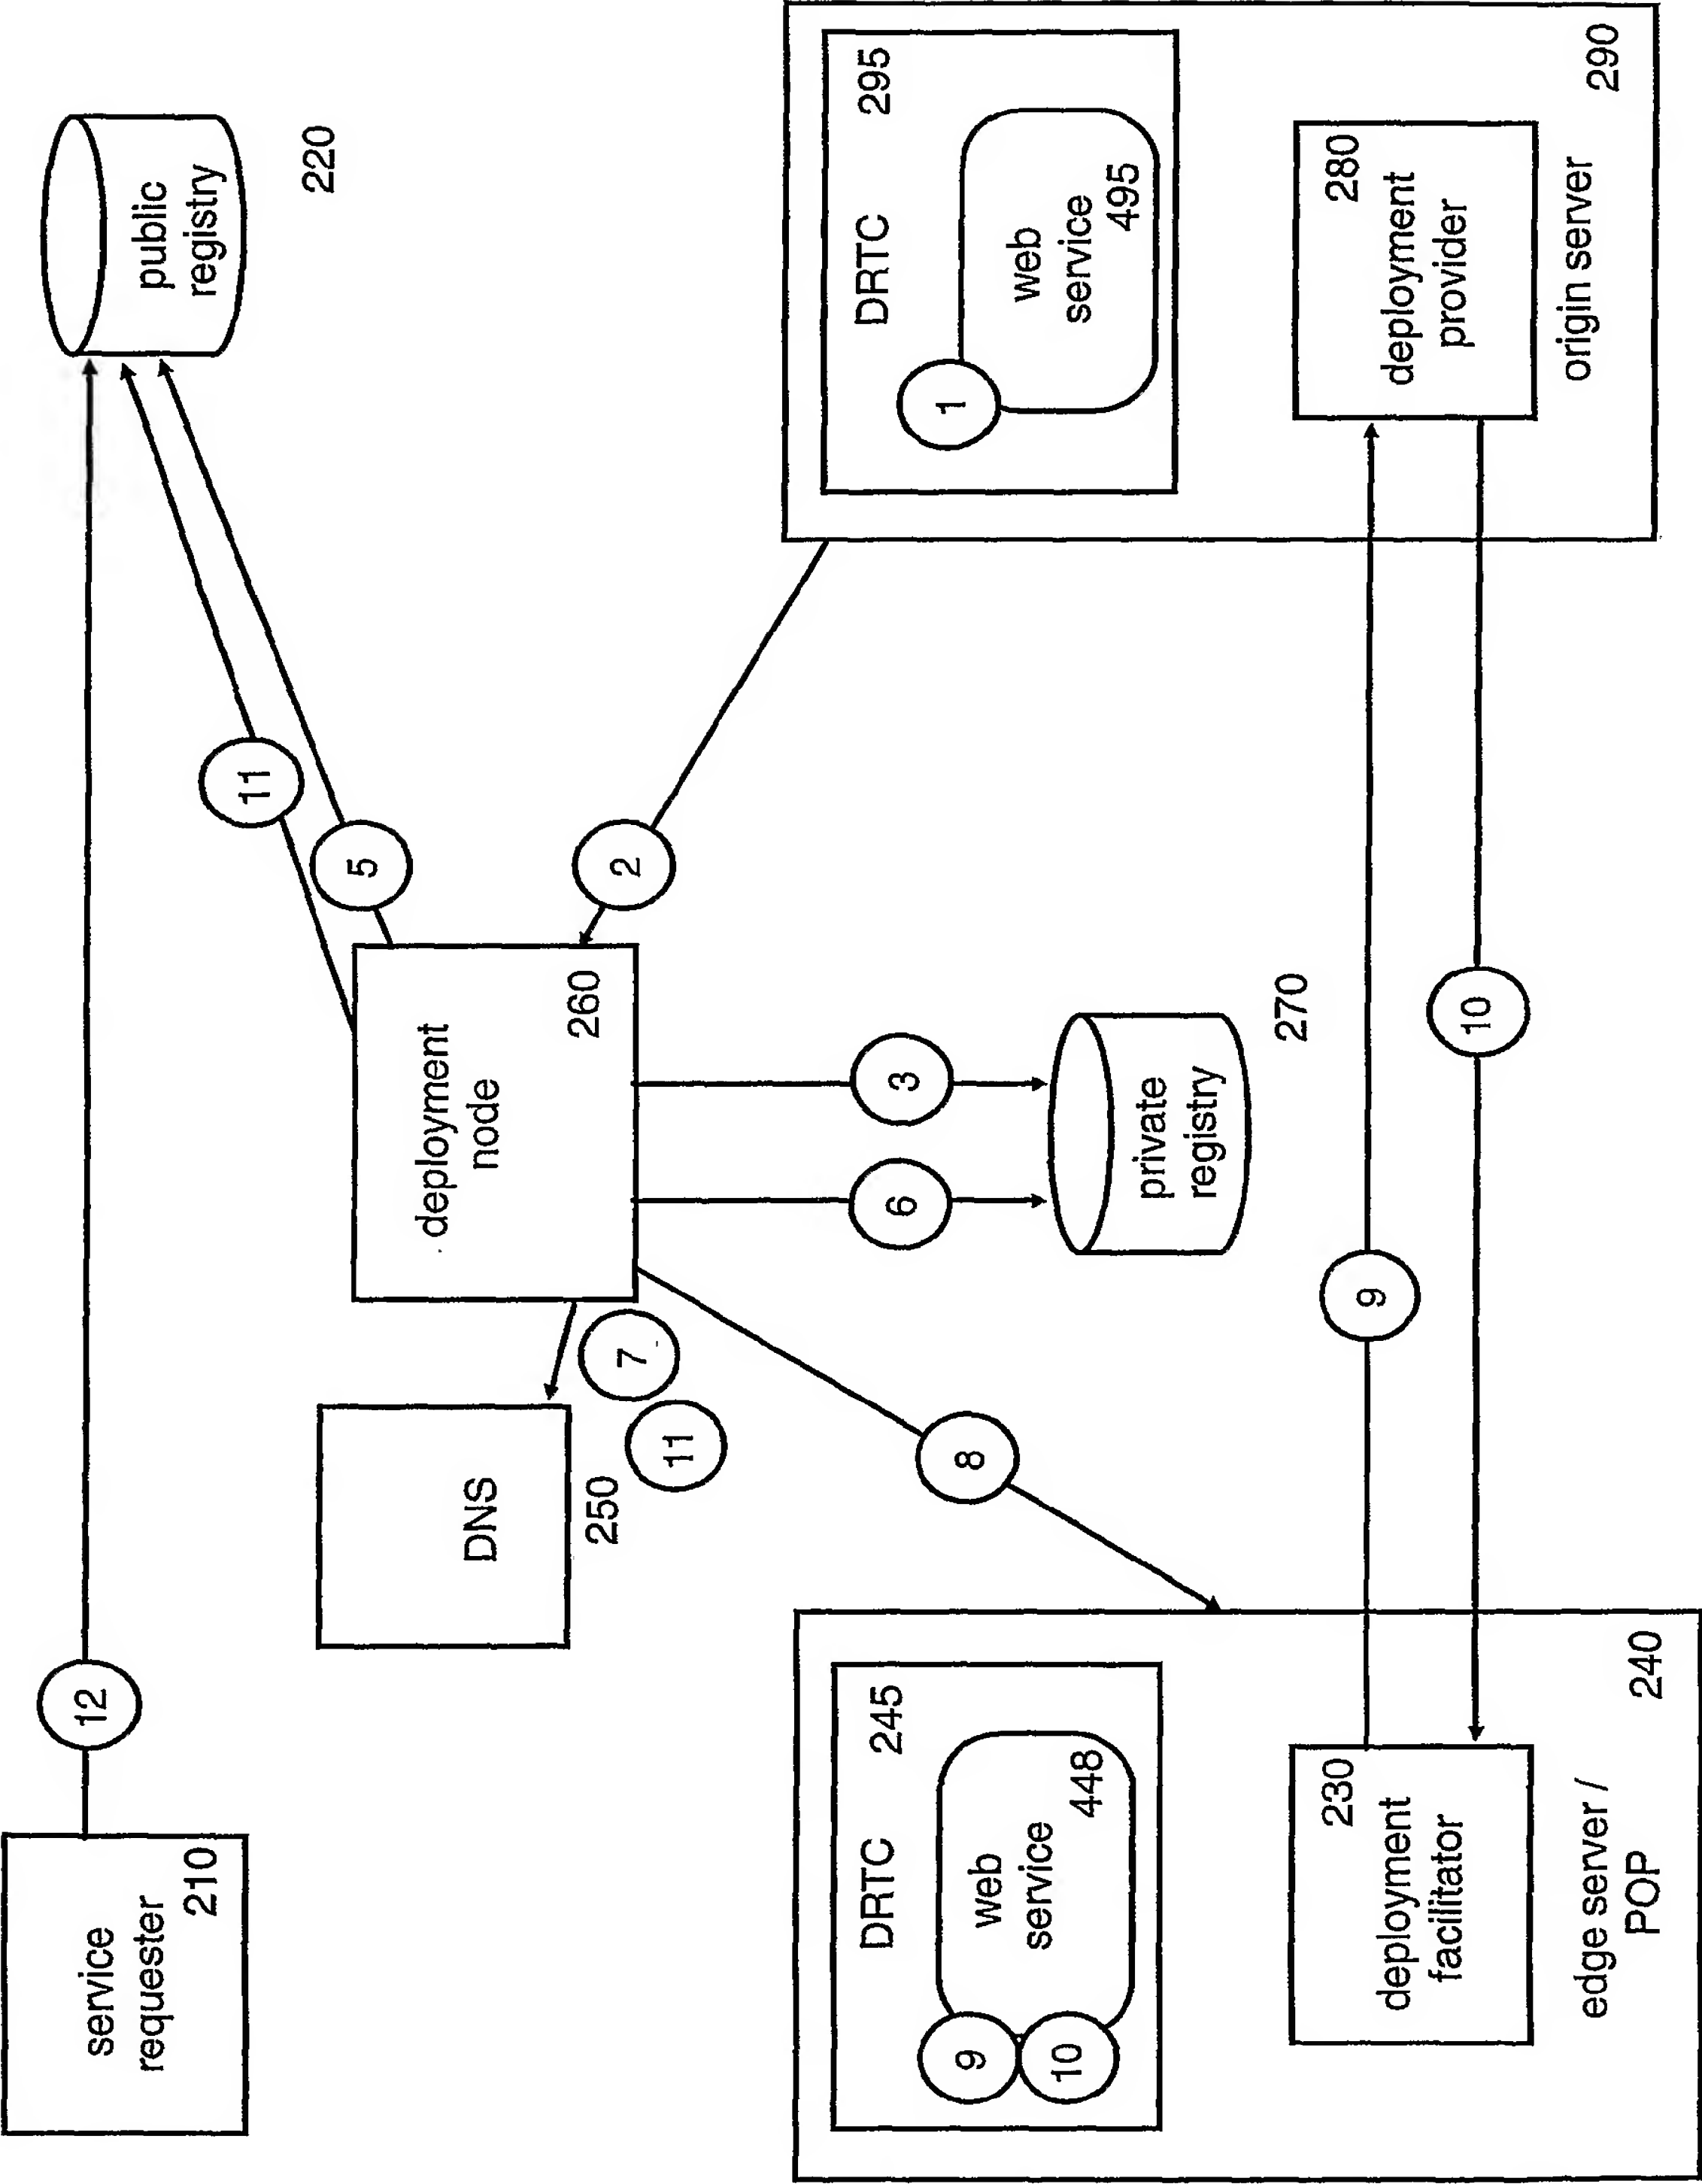 service
requester
210
12
public
registry
220
11
5
DNS
250
7
11
deployment
node
260
2
6
3
private
registry
270
8
DRTC
245
web
service
448
9
10
230
deployment
facilitator
edge server /
POP
240
9
10
DRTC
295
1
web
service
495
280
deployment
provider
origin server
290